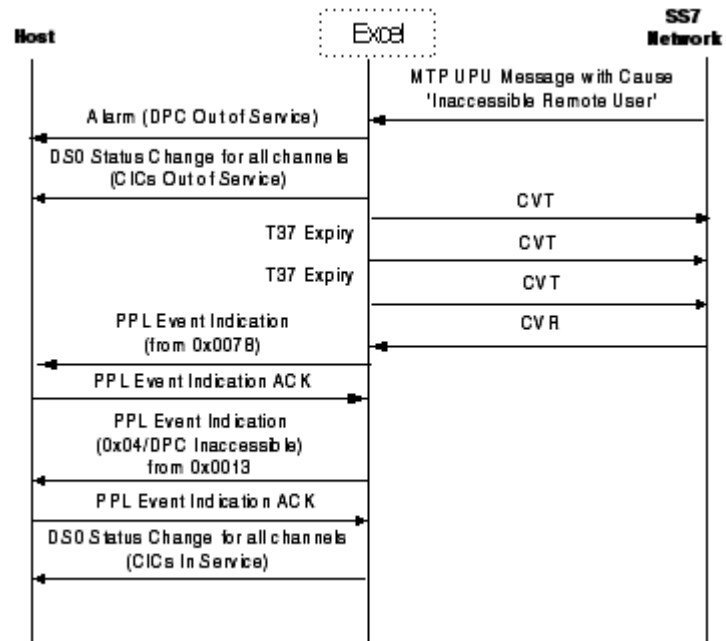 Host
Excel
SS7
Network
MTP UPU Message with Cause
'Inaccessible Remote User'
Alarm (DPC Out of Service)
DS0 Status Change for all channels
(CICs Out of Service)
CVT
T37 Expiry
CVT
T37 Expiry
CVT
PPL Event Indication
(from 0x007B)
CVR
PPL Event Indication ACK
PPL Event Indication
(0x04/DPC Inaccessible)
from 0x0013
PPL Event Indication ACK
DS0 Status Change for all channels
(CICs In Service)